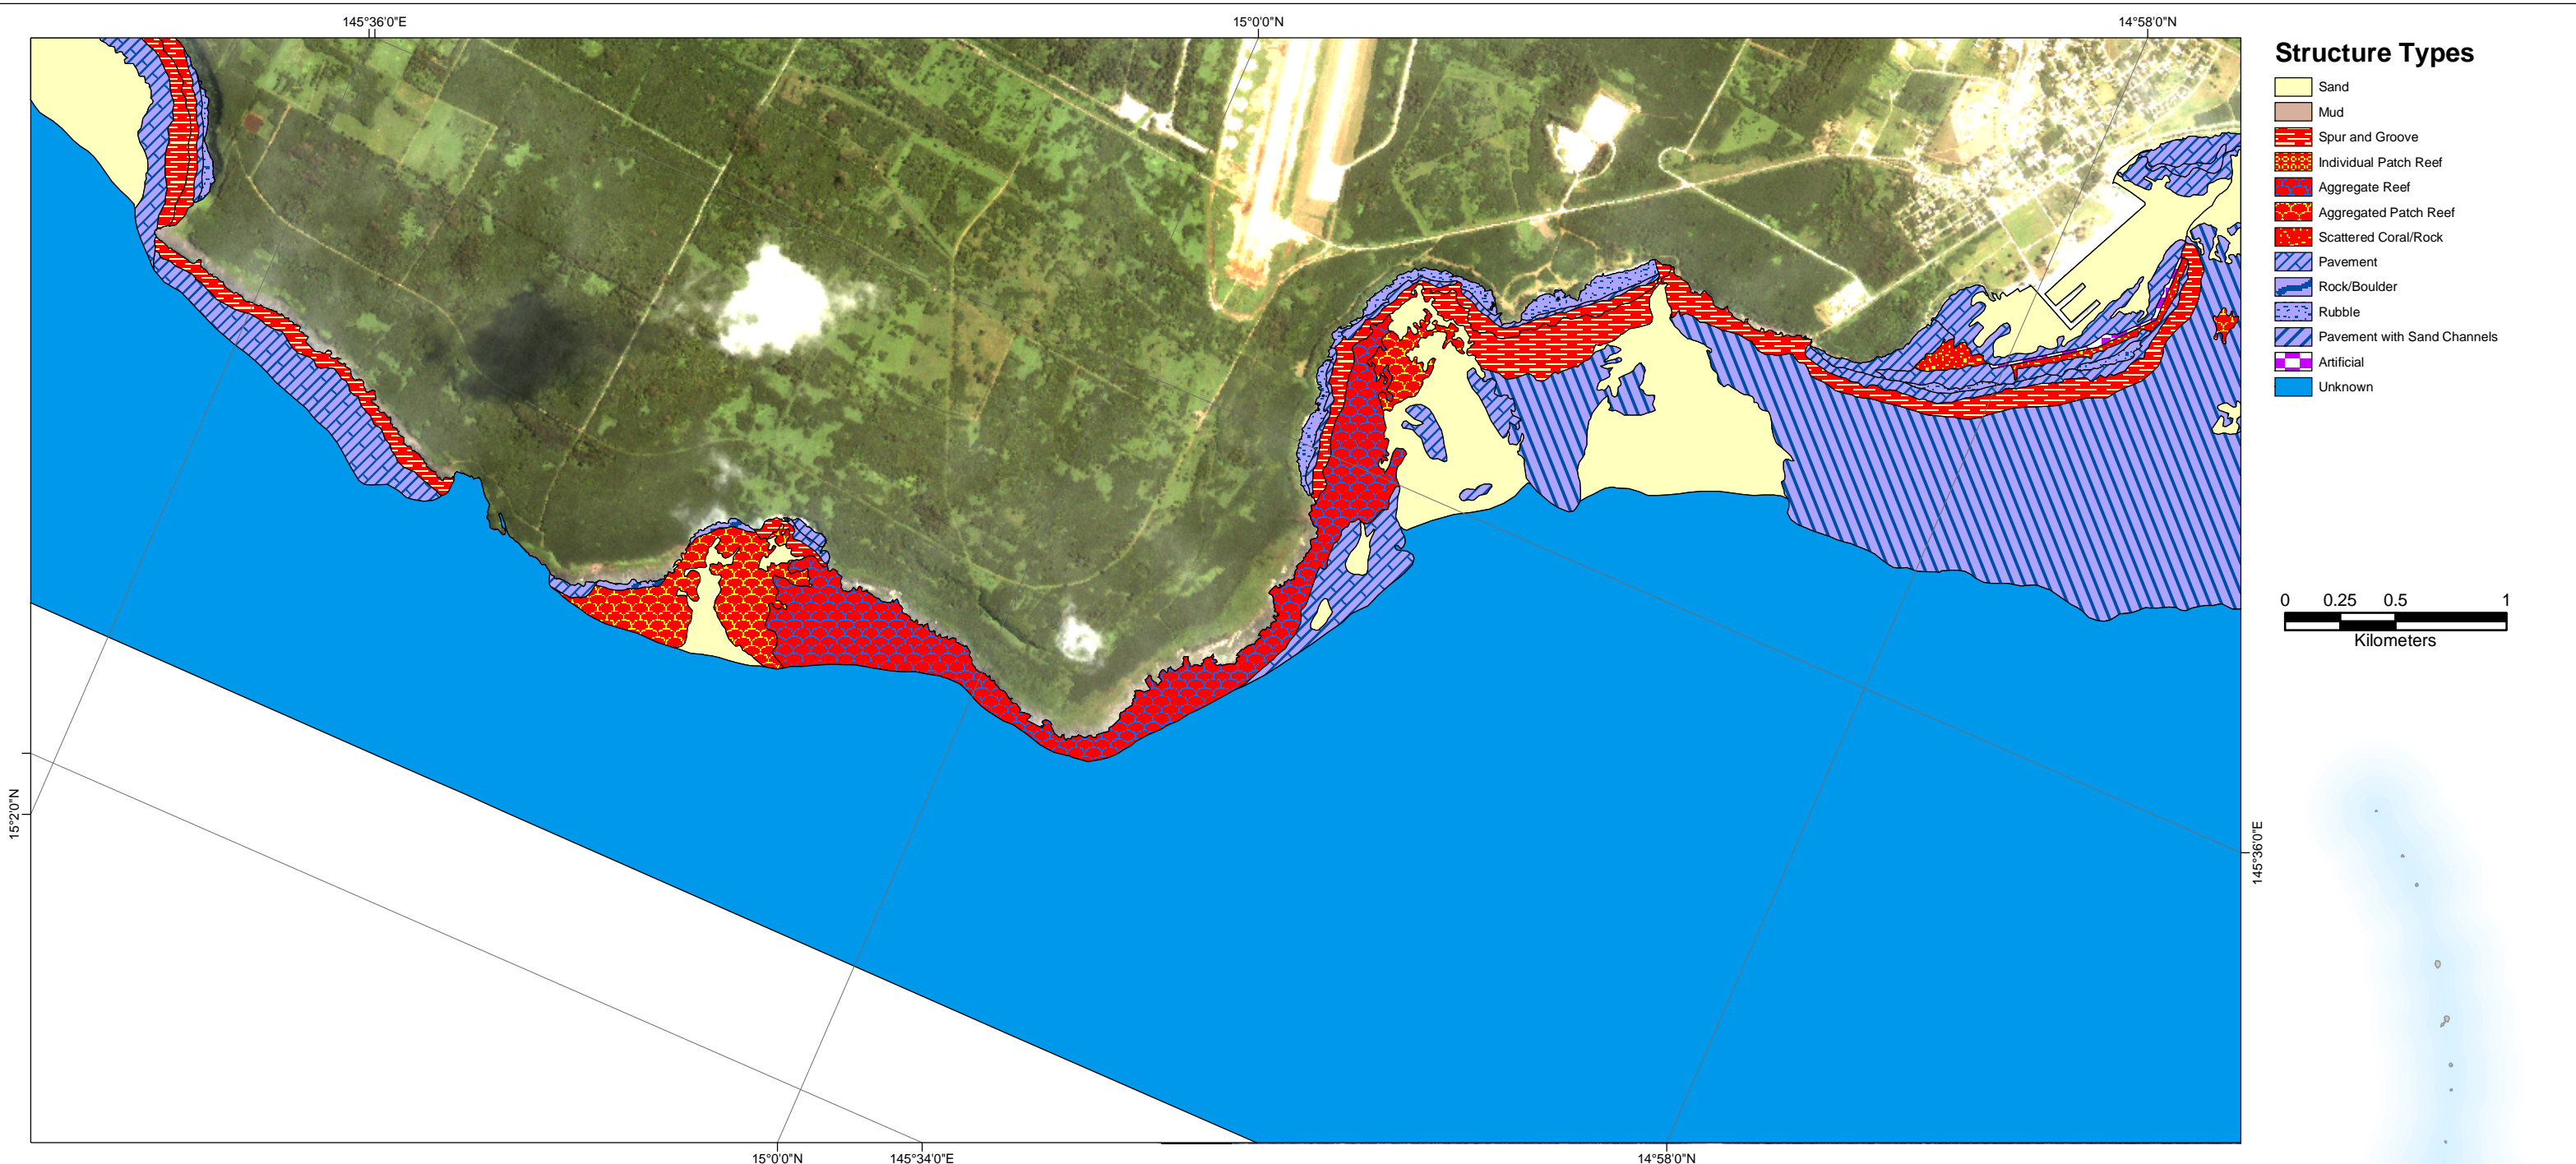 145°36'0"E
15°0'0"N
14°58'0"N
Structure Types
Sand
Mud
Spur and Groove
Individual Patch Reef
Aggregate Reef
Aggregated Patch Reef
Scattered Coral/Rock
Pavement
Rock/Boulder
Rubble
Pavement with Sand Channels
Artificial
Unknown
0 0.25 0.5 1
Kilometers
15°2'0"N
145°36'0"E
15°0'0"N
145°34'0"E
14°58'0"N